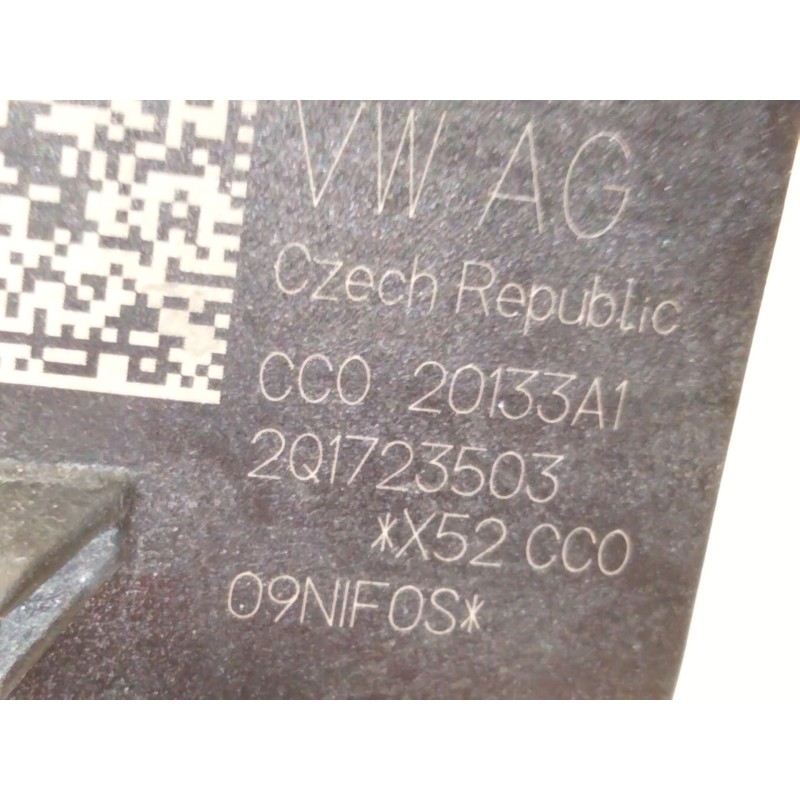 VW AG
Czech Republic
CC0 20133A1
2Q1723503
*X52 CC0
09NIF0S*